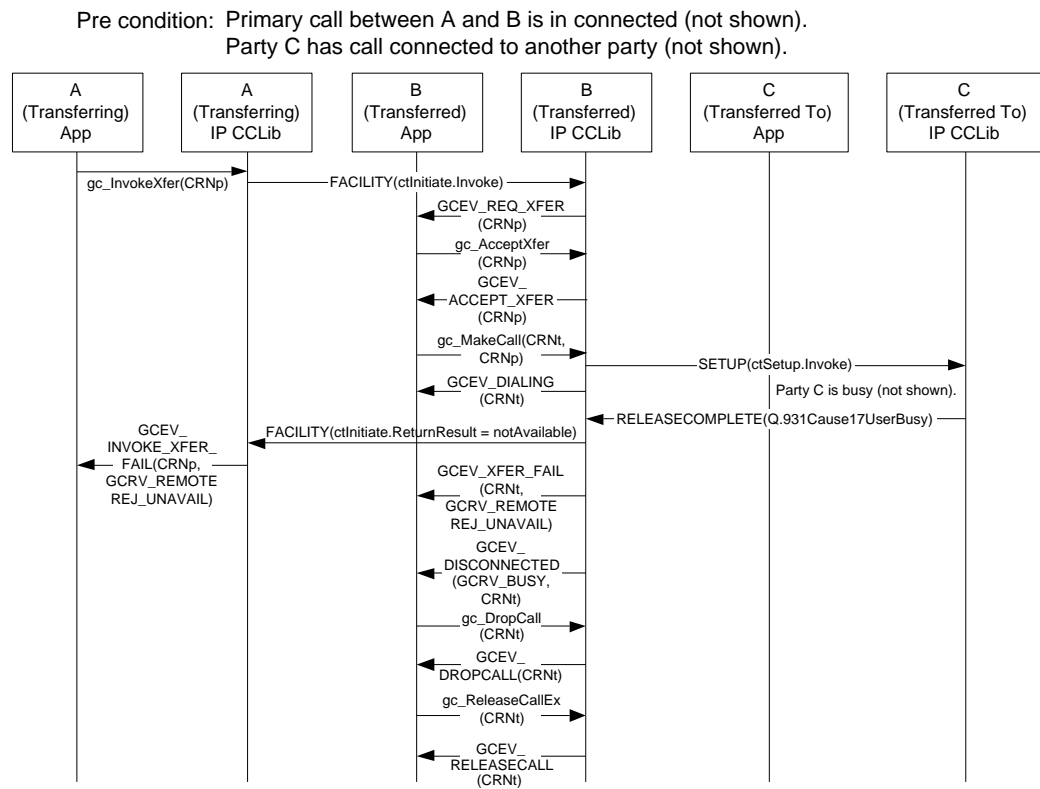 Pre condition: Primary call between A and B is in connected (not shown).
Party C has call connected to another party (not shown).
A
(Transferring)
App
A
(Transferring)
IP CCLib
B
(Transferred)
App
B
(Transferred)
IP CCLib
C
(Transferred To)
App
C
(Transferred To)
IP CCLib
gc_InvokeXfer(CRNp)
FACILITY(ctInitiate.Invoke)
GCEV_REQ_XFER
(CRNp)
gc_AcceptXfer
(CRNp)
GCEV_
ACCEPT_XFER
(CRNp)
gc_MakeCall(CRNt,
CRNp)
SETUP(ctSetup.Invoke)
GCEV_DIALING
(CRNt)
Party C is busy (not shown).
RELEASECOMPLETE(Q.931Cause17UserBusy)
FACILITY(ctInitiate.ReturnResult = notAvailable)
GCEV_
INVOKE_XFER_
FAIL(CRNp,
GCRV_REMOTE
REJ_UNAVAIL)
GCEV_XFER_FAIL
(CRNt,
GCRV_REMOTE
REJ_UNAVAIL)
GCEV_
DISCONNECTED
(GCRV_BUSY,
CRNt)
gc_DropCall
(CRNt)
GCEV_
DROPCALL(CRNt)
gc_ReleaseCallEx
(CRNt)
GCEV_
RELEASECALL
(CRNt)